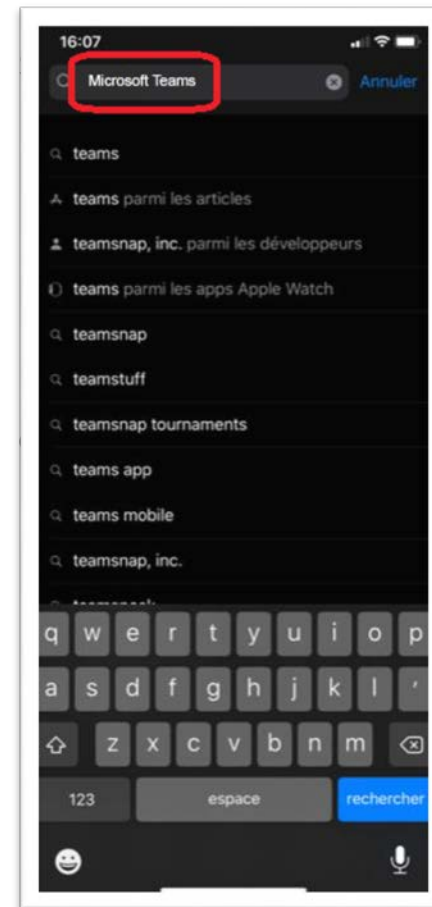 16:07
Microsoft Teams Annuler
teams
teams parmi les articles
teamsnap, inc. parmi les développeurs
teams parmi les apps Apple Watch
teamsnap
teamstuff
teamsnap tournaments
teams app
teams mobile
teamsnap, inc.
q w e r t y u i o p
a s d f g h j k l '
z x c v b n m
123 espace rechercher